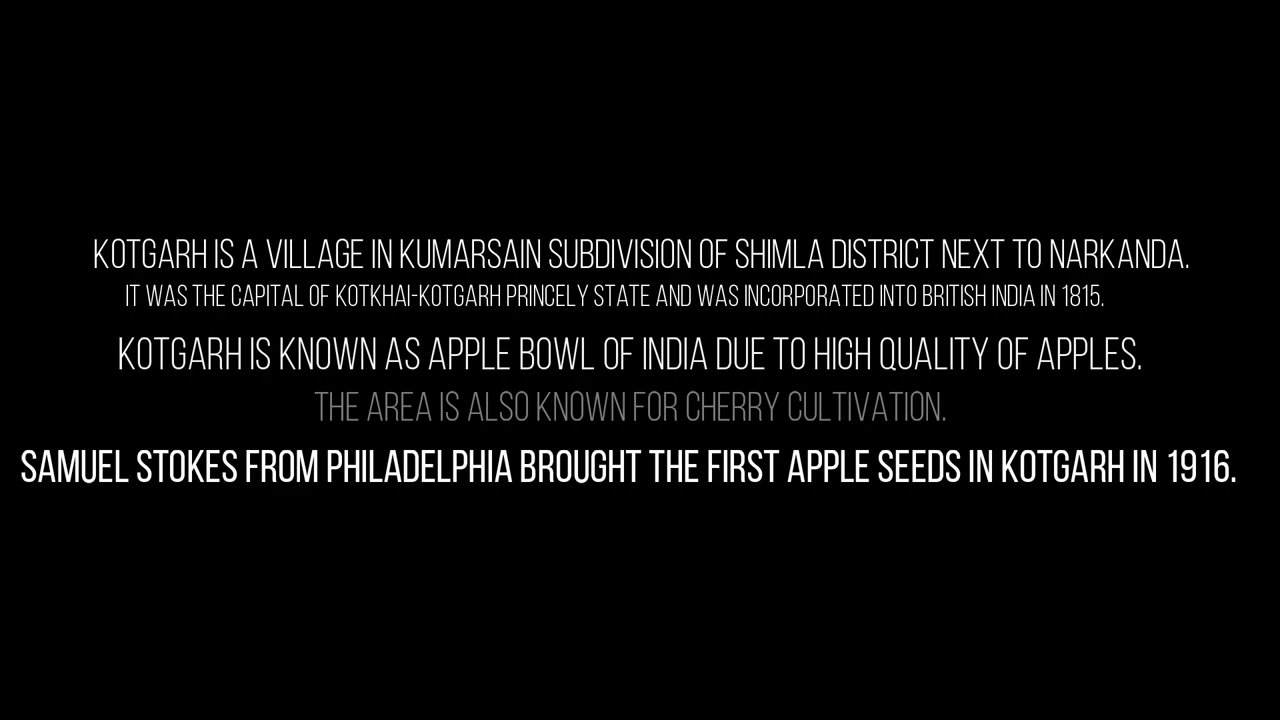 KOTGARH IS A VILLAGE IN KUMARSAIN SUBDIVISION OF SHIMLA DISTRICT NEXT TO NARKANDA.
IT WAS THE CAPITAL OF KOTKHAI-KOTGARH PRINCELY STATE AND WAS INCORPORATED INTO BRITISH INDIA IN 1815.
KOTGARH IS KNOWN AS APPLE BOWL OF INDIA DUE TO HIGH QUALITY OF APPLES.
THE AREA IS ALSO KNOWN FOR CHERRY CULTIVATION.
SAMUEL STOKES FROM PHILADELPHIA BROUGHT THE FIRST APPLE SEEDS IN KOTGARH IN 1916.